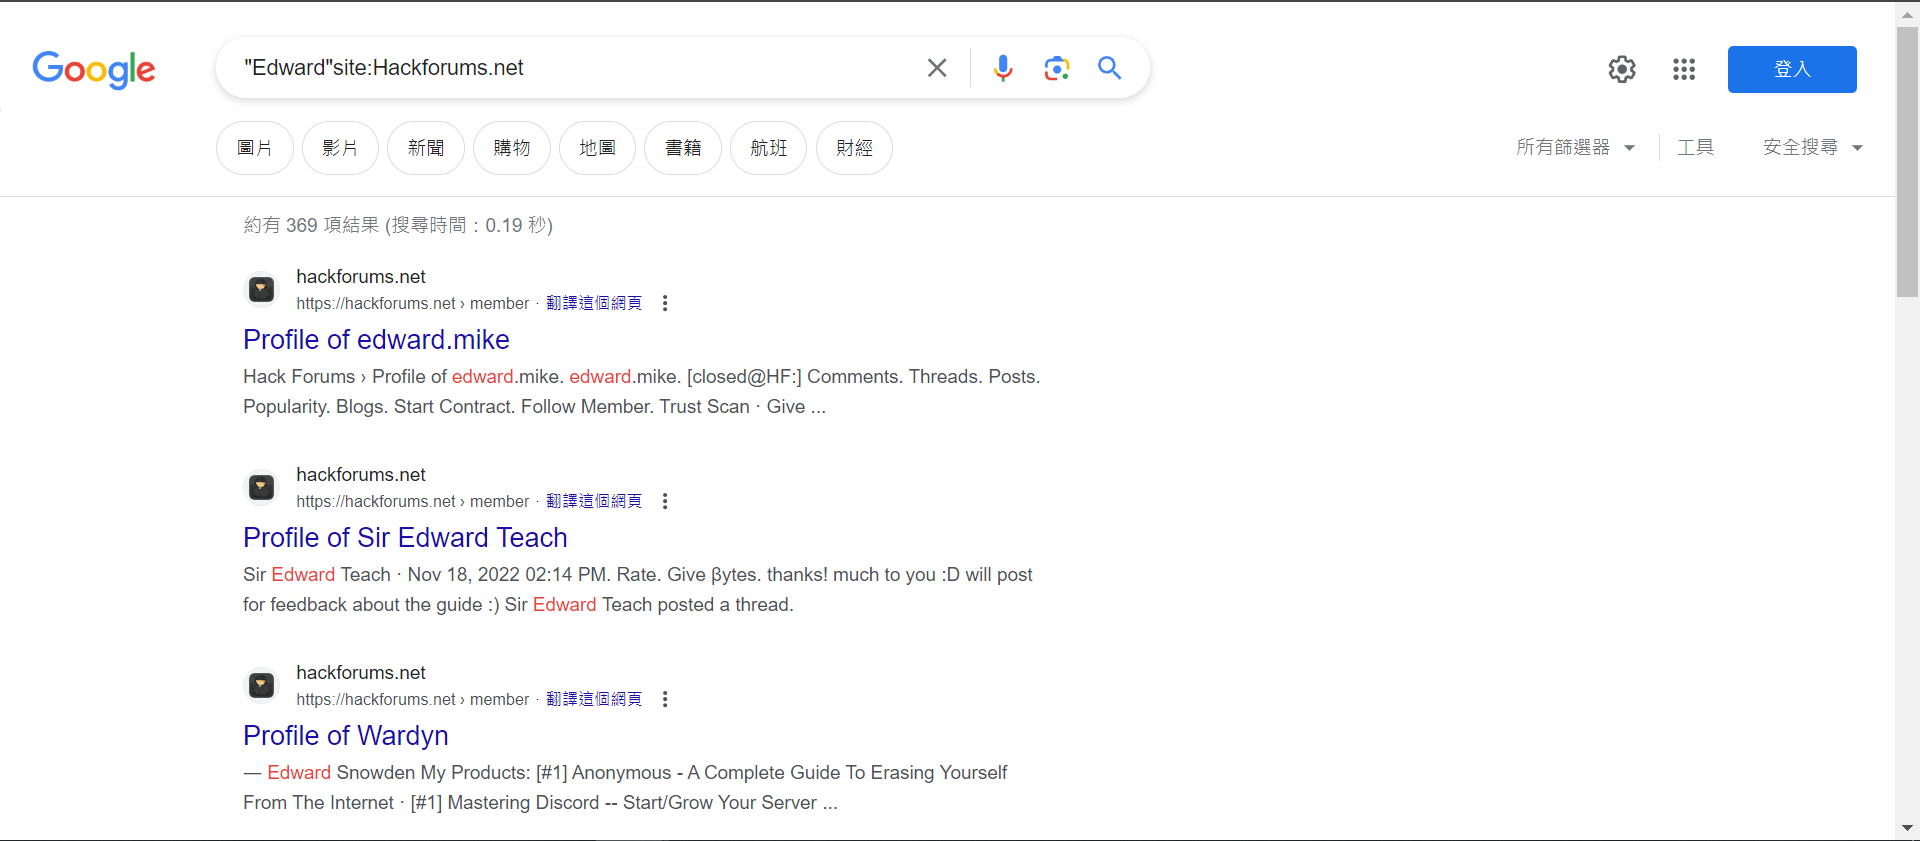 Google
"Edward"site:Hackforums.net
登入
圖片 影片 新聞 購物 地圖 書籍 航班 財經
所有篩選器 工具 安全搜尋
約有 369 項結果 (搜尋時間：0.19 秒)
hackforums.net
https://hackforums.net › member · 翻譯這個網頁
Profile of edward.mike
Hack Forums › Profile of edward.mike. edward.mike. [closed@HF:] Comments. Threads. Posts.
Popularity. Blogs. Start Contract. Follow Member. Trust Scan · Give ...
hackforums.net
https://hackforums.net › member · 翻譯這個網頁
Profile of Sir Edward Teach
Sir Edward Teach · Nov 18, 2022 02:14 PM. Rate. Give βytes. thanks! much to you :D will post
for feedback about the guide :) Sir Edward Teach posted a thread.
hackforums.net
https://hackforums.net › member · 翻譯這個網頁
Profile of Wardyn
— Edward Snowden My Products: [#1] Anonymous - A Complete Guide To Erasing Yourself
From The Internet · [#1] Mastering Discord -- Start/Grow Your Server ...